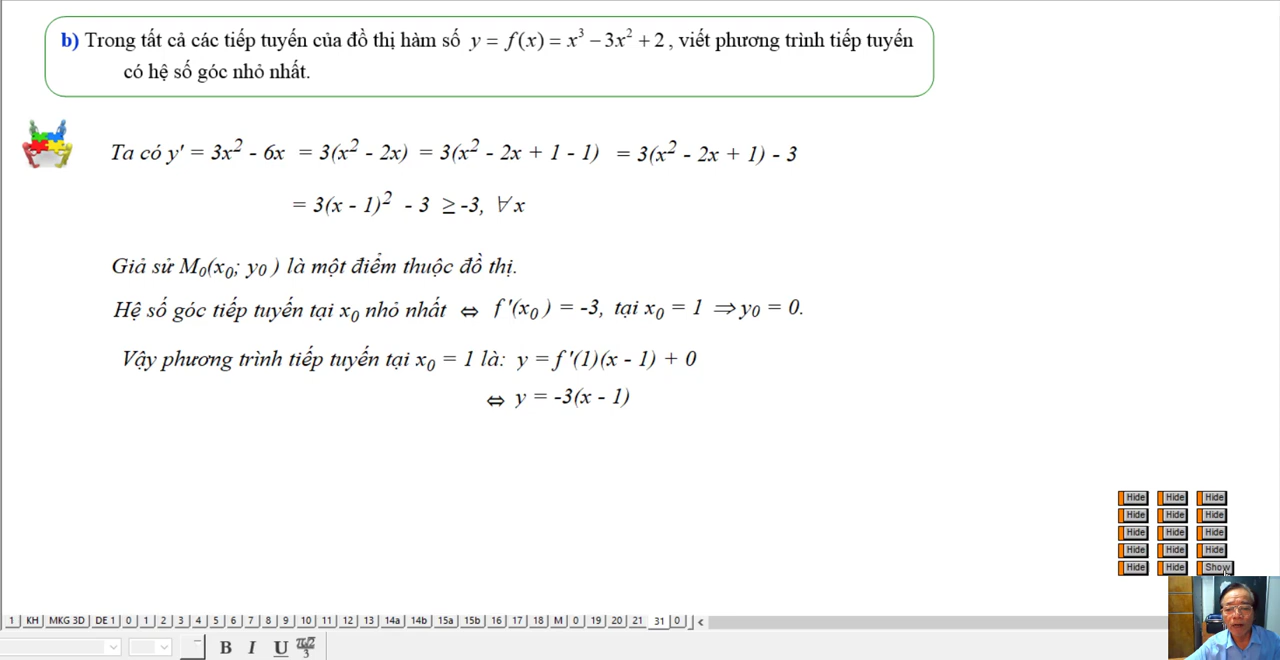 b) Trong tất cả các tiếp tuyến của đồ thị hàm số y = f(x) = x³ − 3x² + 2, viết phương trình tiếp tuyến
có hệ số góc nhỏ nhất.
Ta có y' = 3x² - 6x = 3(x² - 2x) = 3(x² - 2x + 1 - 1) = 3(x² - 2x + 1) - 3
= 3(x - 1)² - 3 ≥ -3, ∀x
Giả sử M₀(x₀; y₀) là một điểm thuộc đồ thị.
Hệ số góc tiếp tuyến tại x₀ nhỏ nhất ⇔ f'(x₀) = -3, tại x₀ = 1 ⇒ y₀ = 0.
Vậy phương trình tiếp tuyến tại x₀ = 1 là: y = f'(1)(x - 1) + 0
⇔ y = -3(x - 1)
Hide Hide Hide
Hide Hide Hide
Hide Hide Hide
Hide Hide Hide
Hide Hide Show
1 KH MKG 3D DE 1 0 1 2 3 4 5 6 7 8 9 10 11 12 13 14a 14b 15a 15b 16 17 18 M 0 19 20 21 31 0 <
B I U